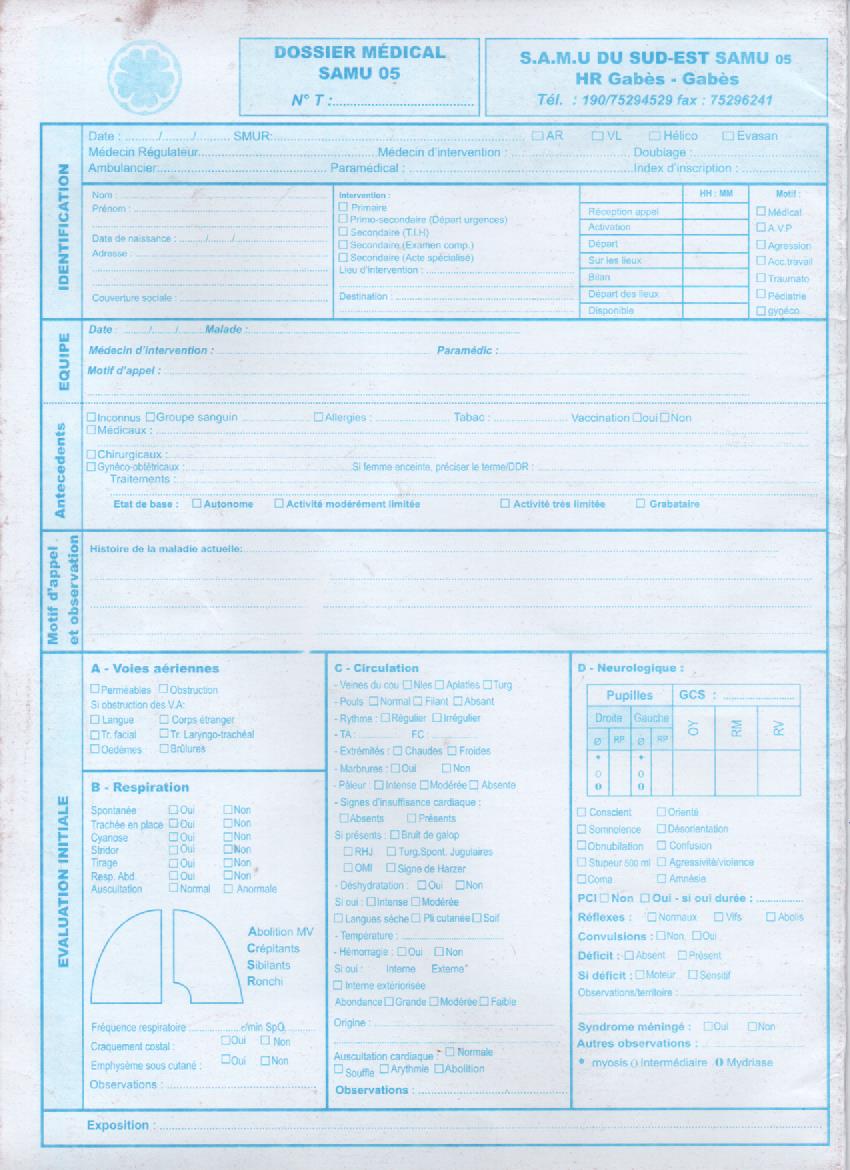 DOSSIER MÉDICAL
SAMU 05
N° T :
S.A.M.U DU SUD-EST SAMU 05
HR Gabès - Gabès
Tél. : 190/75294529 fax : 75296241
IDENTIFICATION
Date : ......../......../......... SMUR: □ AR □ VL □ Hélico □ Evasan
Médecin Régulateur Médecin d'intervention : Doublage :
Ambulancier Paramédical : Index d'inscription :
Nom :
Prénom :
Date de naissance : ......./......./
Adresse :
Couverture sociale :
Intervention :
□ Primaire
□ Primo-secondaire (Départ urgences)
□ Secondaire (T.I.H)
□ Secondaire (Examen comp.)
□ Secondaire (Acte spécialisé)
Lieu d'intervention :
Destination :
HH : MM
Réception appel
Activation
Départ
Sur les lieux
Bilan
Départ des lieux
Disponible
Motif :
□ Médical
□ A.V.P
□ Agression
□ Acc.travail
□ Traumato
□ Pédiatrie
□ gynéco.
EQUIPE
Date : ......./......./....... Malade :
Médecin d'intervention : Paramédic :
Motif d'appel :
Antecedents
□ Inconnus □ Groupe sanguin □ Allergies : Tabac : Vaccination □ oui □ Non
□ Médicaux :
□ Chirurgicaux :
□ Gynéco-obtétricaux : Si femme enceinte, préciser le terme/DDR :
Traitements :
Etat de base : □ Autonome □ Activité modérément limitée □ Activité très limitée □ Grabataire
Motif d'appel
et observation
Histoire de la maladie actuelle:
EVALUATION INITIALE
A - Voies aériennes
□ Perméables □ Obstruction
Si obstruction des V.A:
□ Langue □ Corps étranger
□ Tr. facial □ Tr. Laryngo-trachéal
□ Oedèmes □ Brûlures
B - Respiration
Spontanée □ Oui □ Non
Trachée en place □ Oui □ Non
Cyanose □ Oui □ Non
Stridor □ Oui □ Non
Tirage □ Oui □ Non
Resp. Abd. □ Oui □ Non
Auscultation □ Normal □ Anormale
Abolition MV
Crépitants
Sibilants
Ronchi
Fréquence respiratoire c/min SpO₂
Craquement costal : □ Oui □ Non
Emphysème sous cutané : □ Oui □ Non
Observations :
C - Circulation
- Veines du cou □ Nles □ Aplaties □ Turg
- Pouls □ Normal □ Filant □ Absant
- Rythme : □ Régulier □ Irrégulier
- TA : FC :
- Extrémités : □ Chaudes □ Froides
- Marbrures : □ Oui □ Non
- Pâleur : □ Intense □ Modérée □ Absente
- Signes d'insuffisance cardiaque :
□ Absents □ Présents
Si présents : □ Bruit de galop
□ RHJ □ Turg.Spont. Jugulaires
□ OMI □ Signe de Harzer
- Déshydratation : □ Oui □ Non
Si oui : □ Intense □ Modérée
□ Langues séche □ Pli cutanée □ Soif
- Température :
- Hémorragie : □ Oui □ Non
Si oui : Interne Externe
□ Interne extériorisée
Abondance □ Grande □ Modérée □ Faible
Origine :
Auscultation cardiaque : □ Normale
□ Souffle □ Arythmie □ Abolition
Observations :
D - Neurologique :
Pupilles GCS :
Droite Gauche OY RM RV
Ø RP Ø RP
□ Conscient □ Orienté
□ Somnolence □ Désorientation
□ Obnubilation □ Confusion
□ Stupeur 500 ml □ Agressivité/violence
□ Coma □ Amnésie
PCI □ Non □ Oui - si oui durée :
Réflexes : □ Normaux □ Vifs □ Abolis
Convulsions : □ Non □ Oui
Déficit : □ Absent □ Présent
Si déficit : □ Moteur □ Sensitif
Observations/territoire :
Syndrome méningé : □ Oui □ Non
Autres observations :
myosis Intermédiaire Mydriase
Exposition :